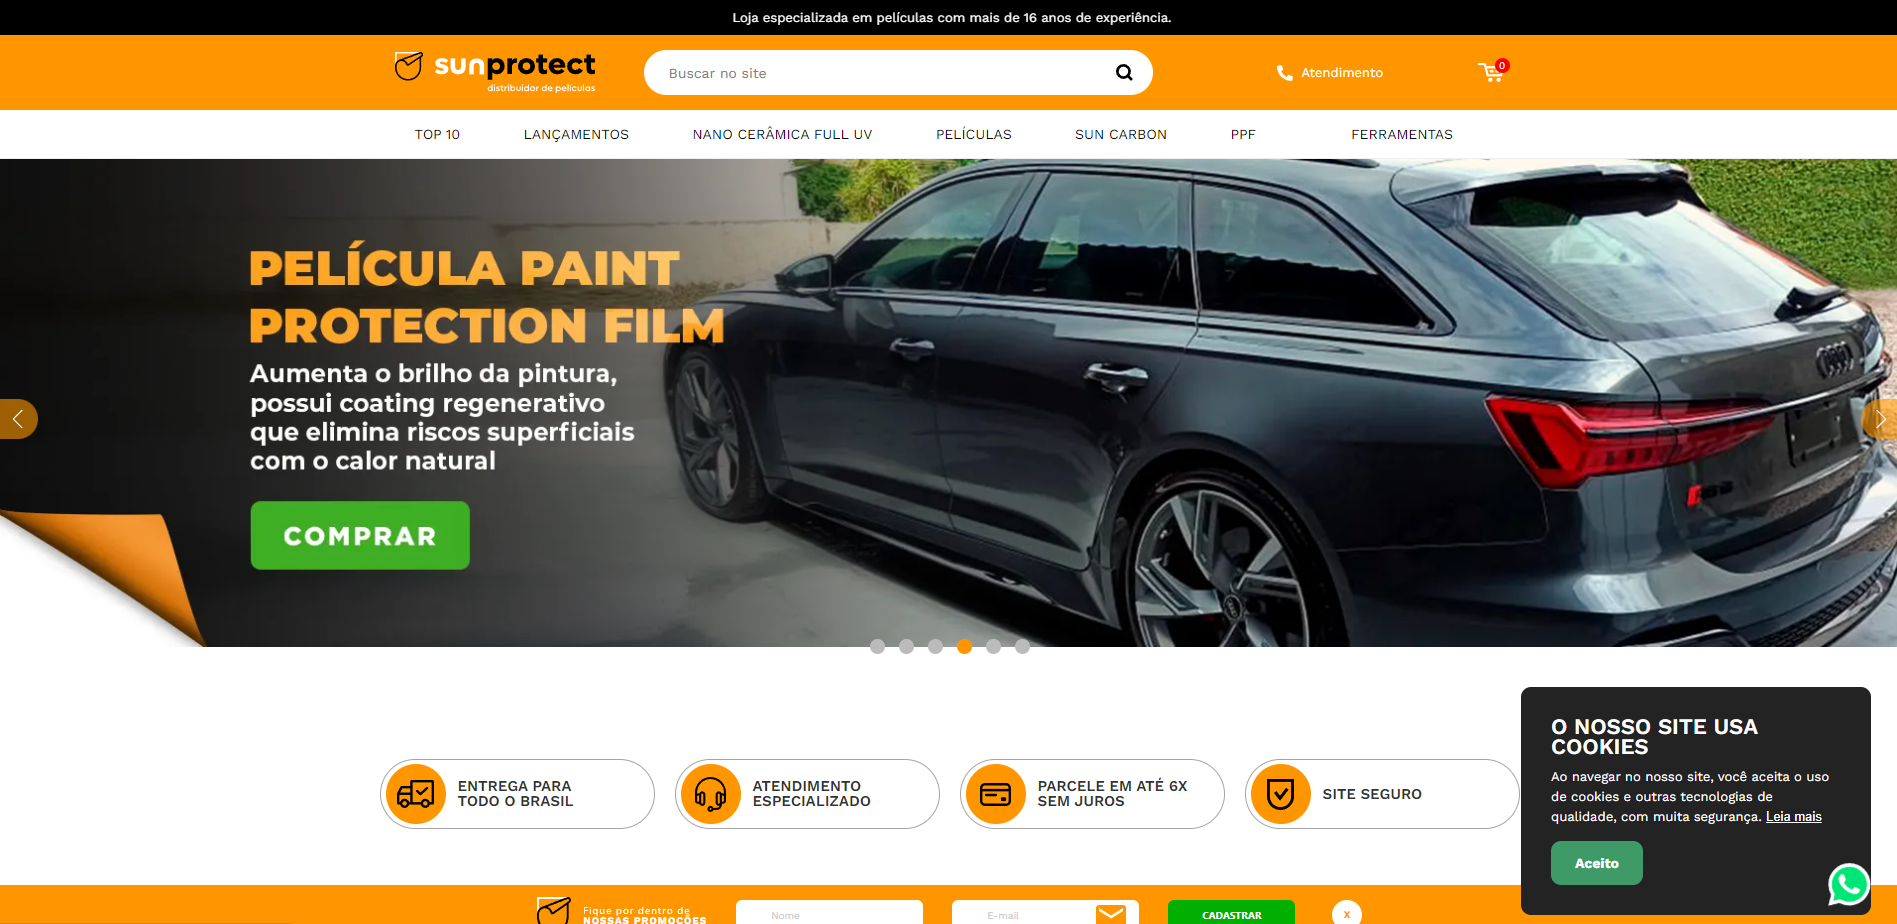 Loja especializada em películas com mais de 16 anos de experiência.
sunprotect
distribuidor de películas
Buscar no site
Atendimento
0
TOP 10 LANÇAMENTOS NANO CERÂMICA FULL UV PELÍCULAS SUN CARBON PPF FERRAMENTAS
PELÍCULA PAINT
PROTECTION FILM
Aumenta o brilho da pintura,
possui coating regenerativo
que elimina riscos superficiais
com o calor natural
COMPRAR
ENTREGA PARA
TODO O BRASIL
ATENDIMENTO
ESPECIALIZADO
PARCELE EM ATÉ 6X
SEM JUROS
SITE SEGURO
O NOSSO SITE USA
COOKIES
Ao navegar no nosso site, você aceita o uso
de cookies e outras tecnologias de
qualidade, com muita segurança. Leia mais
Aceito
Fique por dentro de
NOSSAS PROMOÇÕES
Nome
E-mail
CADASTRAR
X